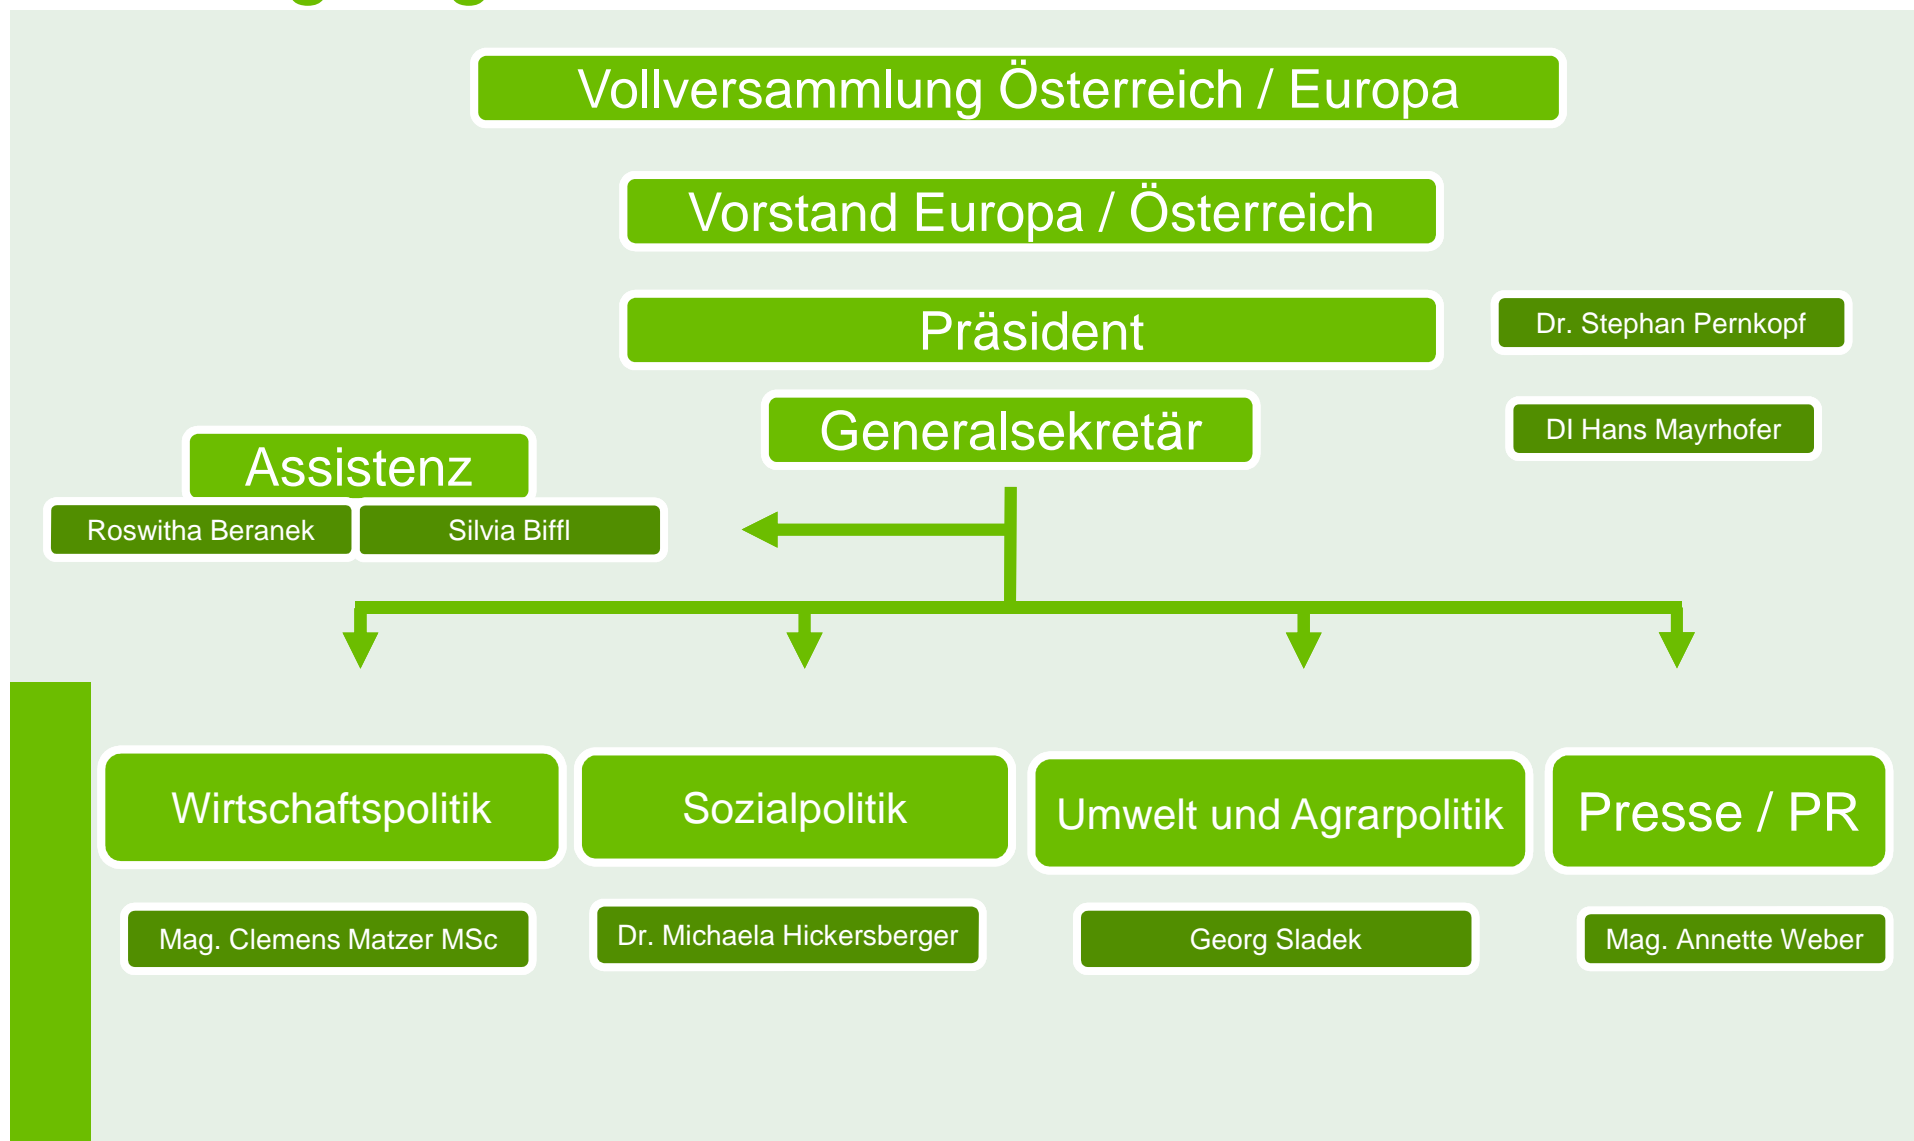 Vollversammlung Österreich / Europa
Vorstand Europa / Österreich
Präsident
Dr. Stephan Pernkopf
Generalsekretär
DI Hans Mayrhofer
Assistenz
Roswitha Beranek
Silvia Biffl
Wirtschaftspolitik
Sozialpolitik
Umwelt und Agrarpolitik
Presse / PR
Mag. Clemens Matzer MSc
Dr. Michaela Hickersberger
Georg Sladek
Mag. Annette Weber